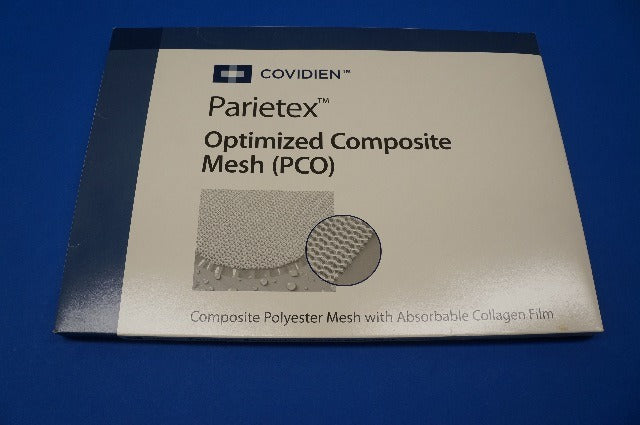 COVIDIEN™
Parietex™
Optimized Composite
Mesh (PCO)
Composite Polyester Mesh with Absorbable Collagen Film